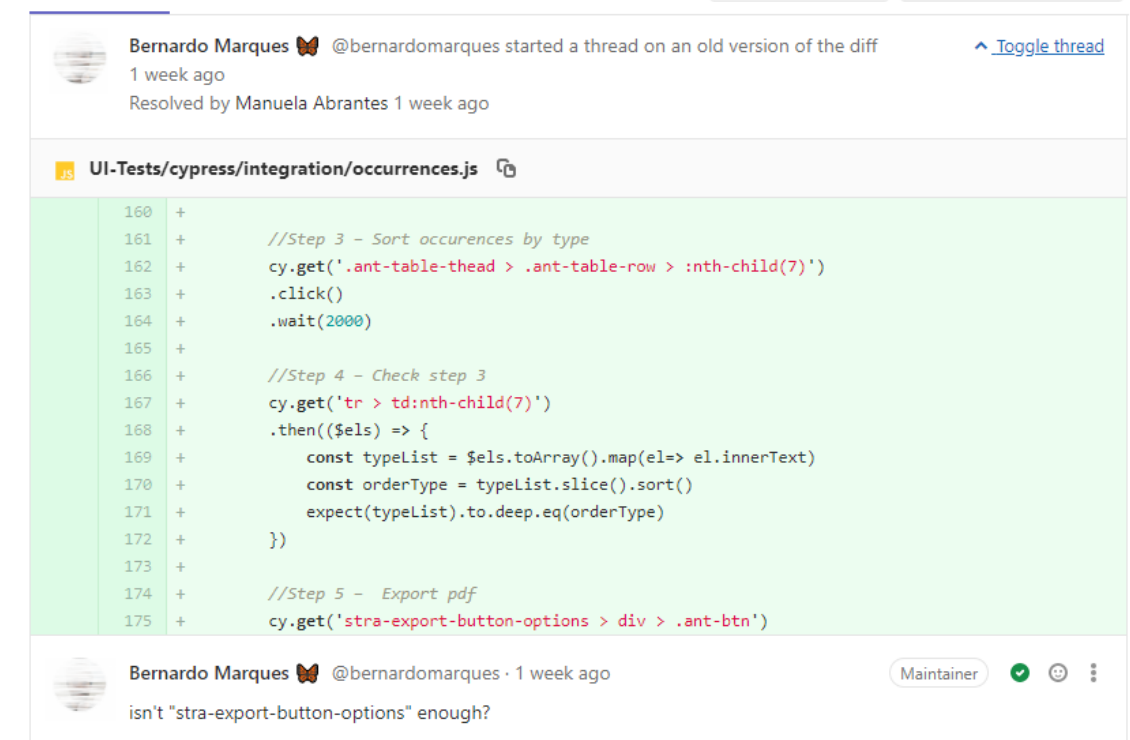 Bernardo Marques 🦋 @bernardomarques started a thread on an old version of the diff
Toggle thread
1 week ago
Resolved by Manuela Abrantes 1 week ago
JS UI-Tests/cypress/integration/occurrences.js
160 +
161 + //Step 3 – Sort occurences by type
162 + cy.get('.ant-table-thead > .ant-table-row > :nth-child(7)')
163 + .click()
164 + .wait(2000)
165 +
166 + //Step 4 – Check step 3
167 + cy.get('tr > td:nth-child(7)')
168 + .then(($els) => {
169 + const typeList = $els.toArray().map(el=> el.innerText)
170 + const orderType = typeList.slice().sort()
171 + expect(typeList).to.deep.eq(orderType)
172 + })
173 +
174 + //Step 5 –  Export pdf
175 + cy.get('stra-export-button-options > div > .ant-btn')
Bernardo Marques 🦋 @bernardomarques · 1 week ago
Maintainer
isn't "stra-export-button-options" enough?